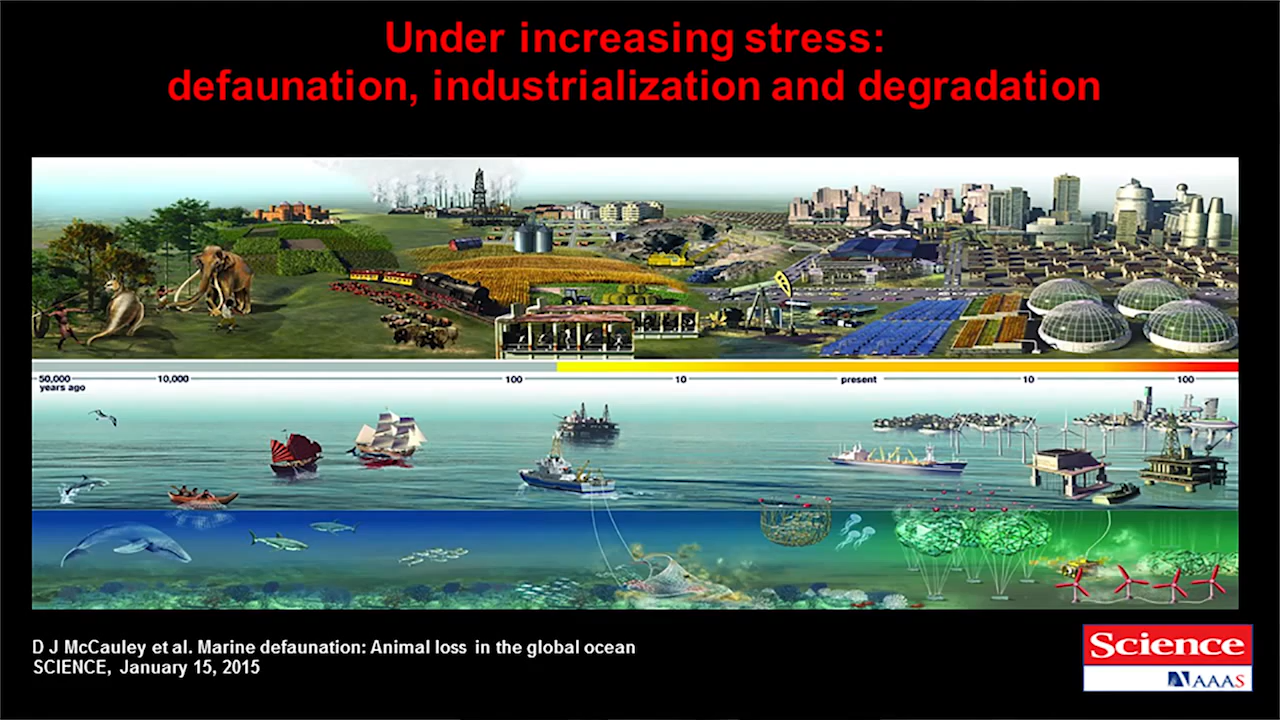 Under increasing stress:
defaunation, industrialization and degradation
50,000 10,000 100 10 present 10 100
years ago
D J McCauley et al. Marine defaunation: Animal loss in the global ocean
SCIENCE, January 15, 2015
Science
AAAS